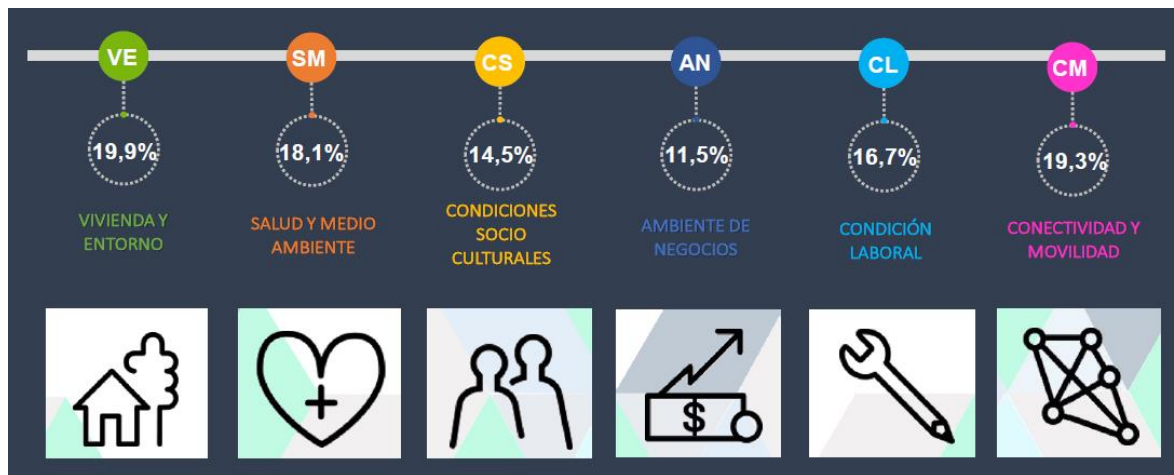 VE
SM
CS
AN
CL
CM
19,9%
18,1%
14,5%
11,5%
16,7%
19,3%
VIVIENDA Y
ENTORNO
SALUD Y MEDIO
AMBIENTE
CONDICIONES
SOCIO
CULTURALES
AMBIENTE DE
NEGOCIOS
CONDICIÓN
LABORAL
CONECTIVIDAD Y
MOVILIDAD
$